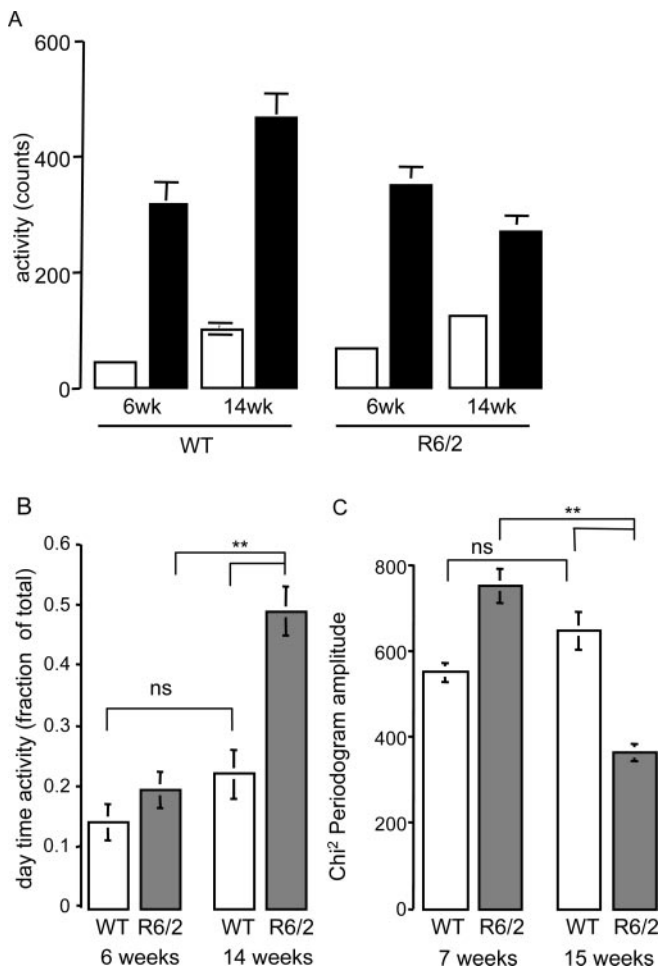 A
600
400
200
0
activity (counts)
6wk 14wk 6wk 14wk
WT R6/2
B
0.6
0.5
0.4
0.3
0.2
0.1
0
day time activity (fraction of total)
**
ns
WT R6/2 WT R6/2
6 weeks 14 weeks
C
800
600
400
800
0
Chi² Periodogram amplitude
**
ns
WT R6/2 WT R6/2
7 weeks 15 weeks